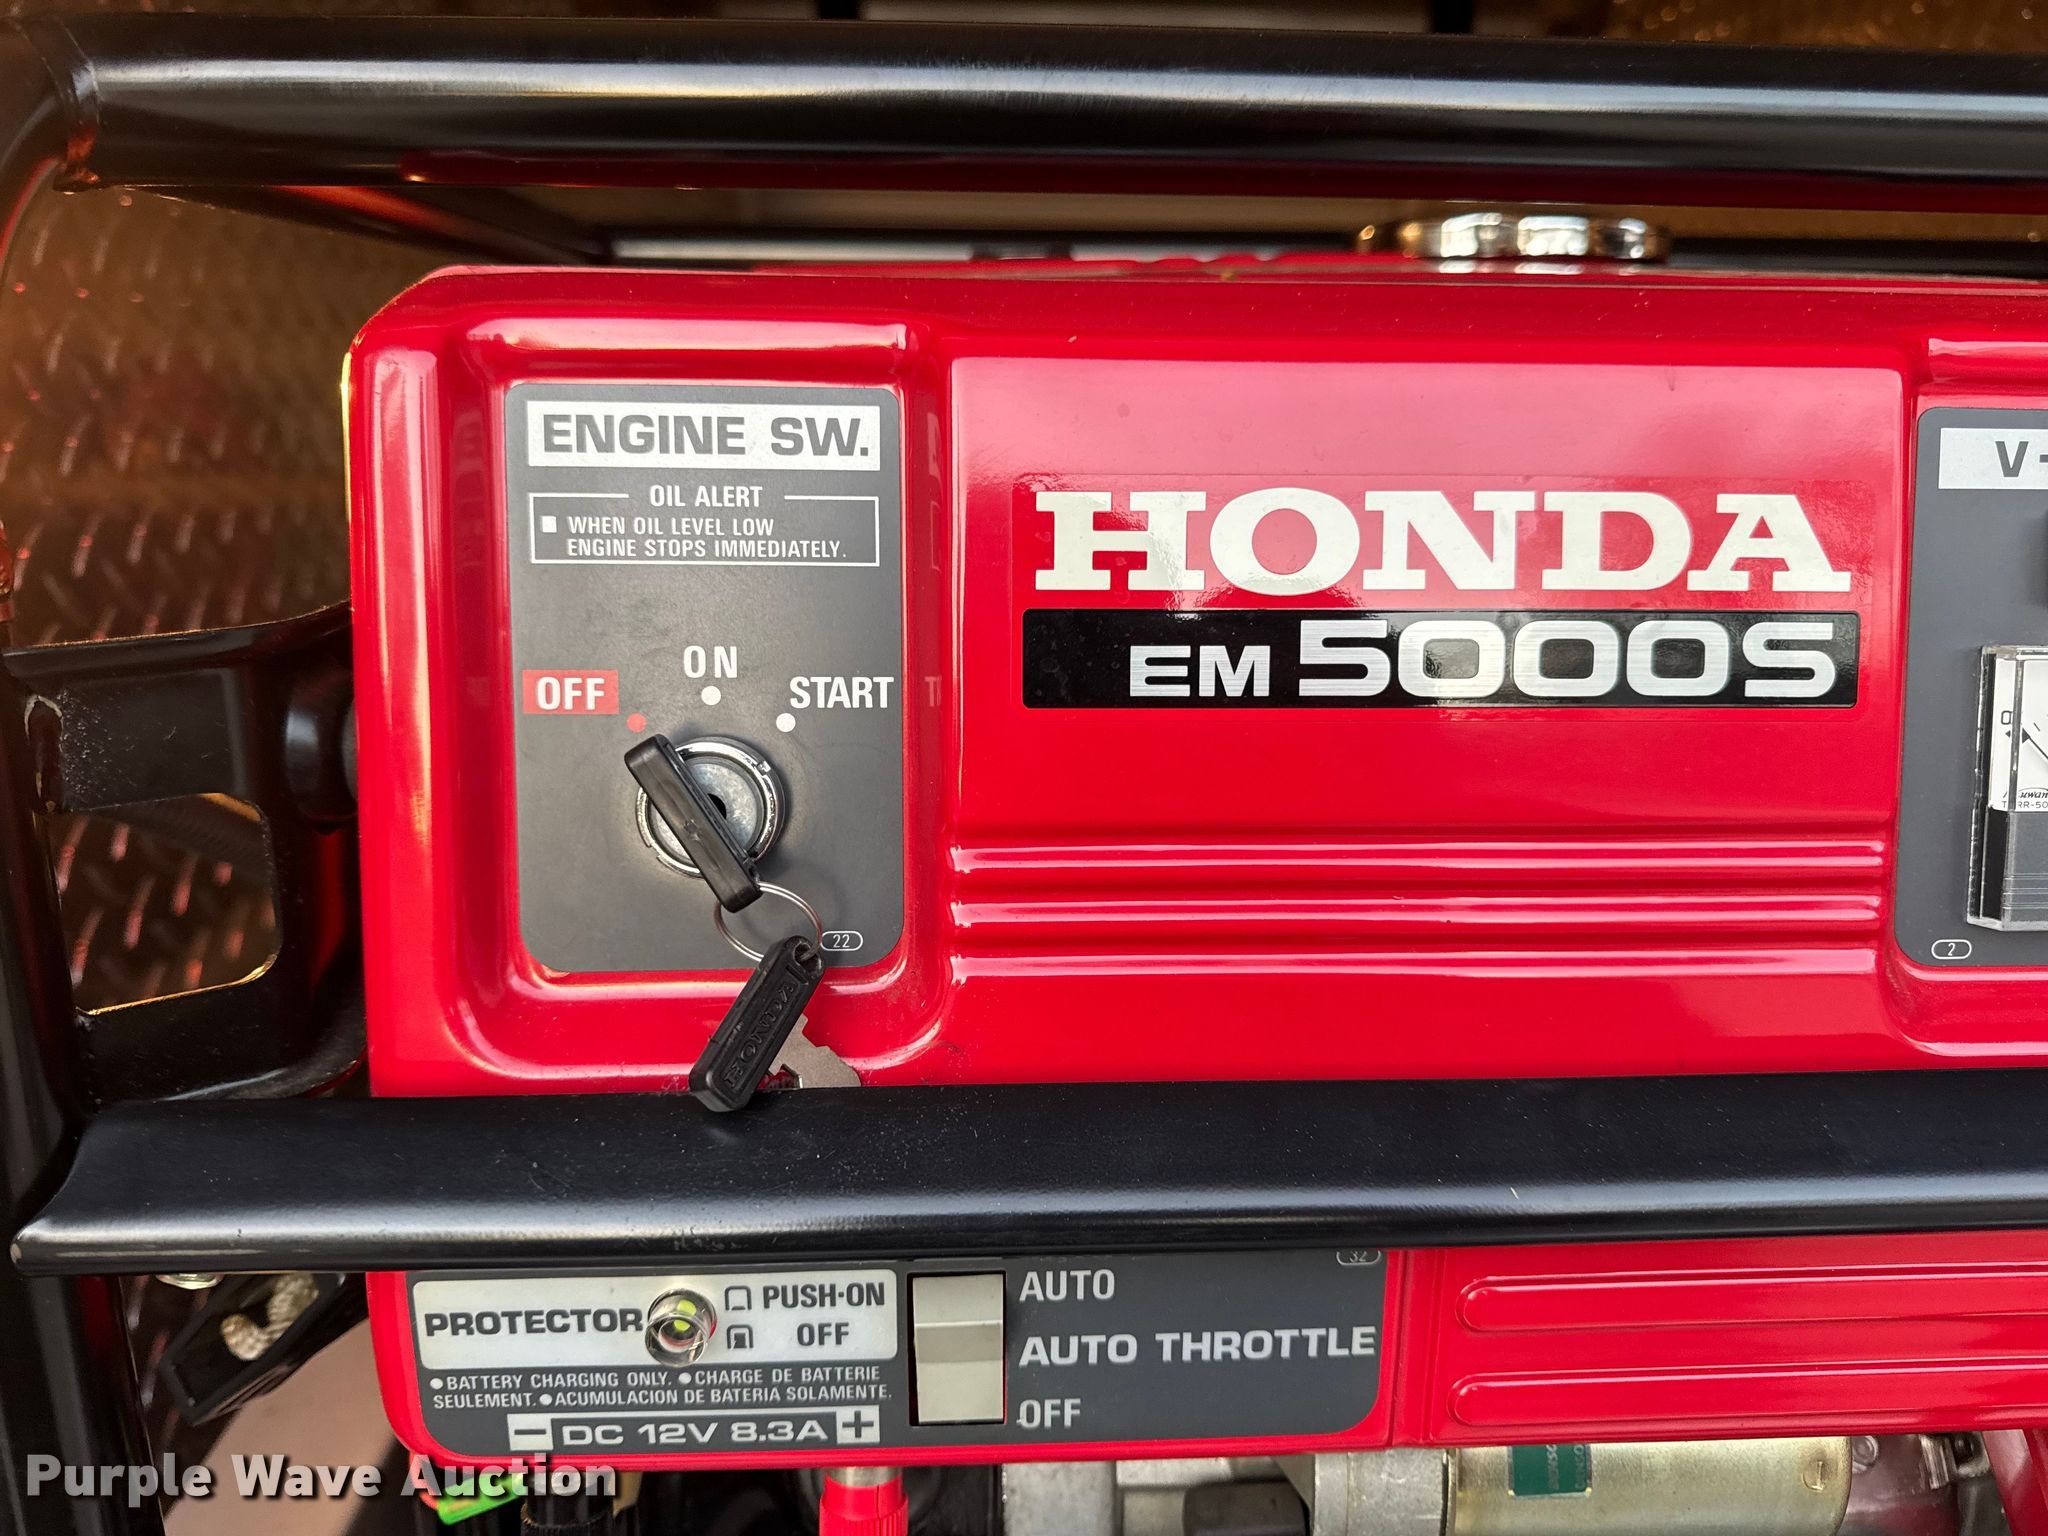 ENGINE SW.
OIL ALERT
WHEN OIL LEVEL LOW
ENGINE STOPS IMMEDIATELY.
ON
OFF
START
22
HONDA
EM 5000S
V-
2
0
32
PROTECTOR
PUSH-ON
OFF
• BATTERY CHARGING ONLY. • CHARGE DE BATTERIE
SEULEMENT. • ACUMULACION DE BATERIA SOLAMENTE.
- DC 12V 8.3A +
AUTO
AUTO THROTTLE
OFF
Purple Wave Auction